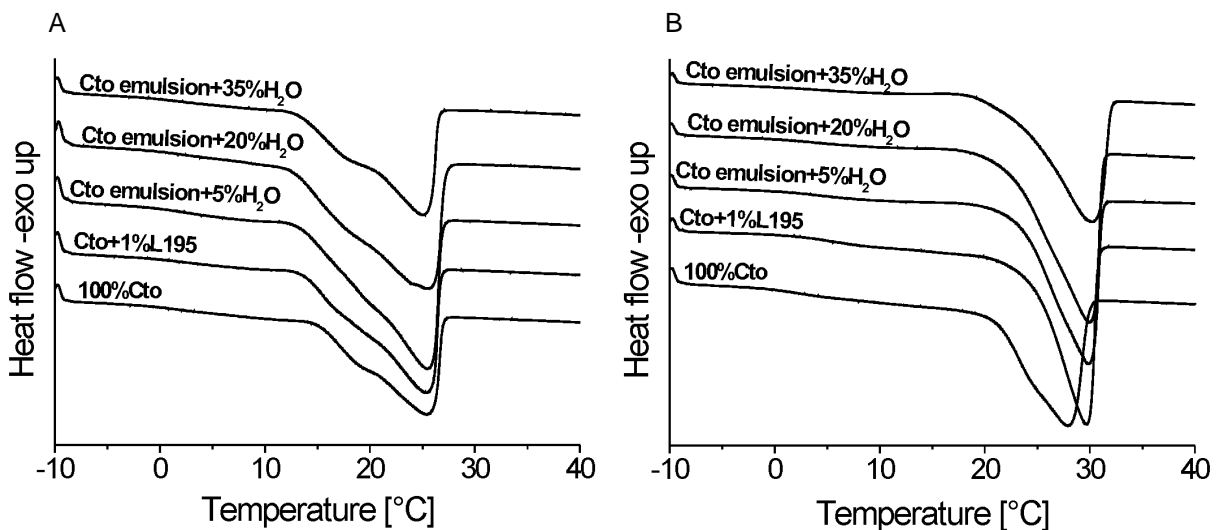 A
Cto emulsion+35%H₂O
Cto emulsion+20%H₂O
Cto emulsion+5%H₂O
Cto+1%L195
100%Cto
Heat flow -exo up
-10 0 10 20 30 40
Temperature [°C]
B
Cto emulsion+35%H₂O
Cto emulsion+20%H₂O
Cto emulsion+5%H₂O
Cto+1%L195
100%Cto
Heat flow -exo up
-10 0 10 20 30 40
Temperature [°C]